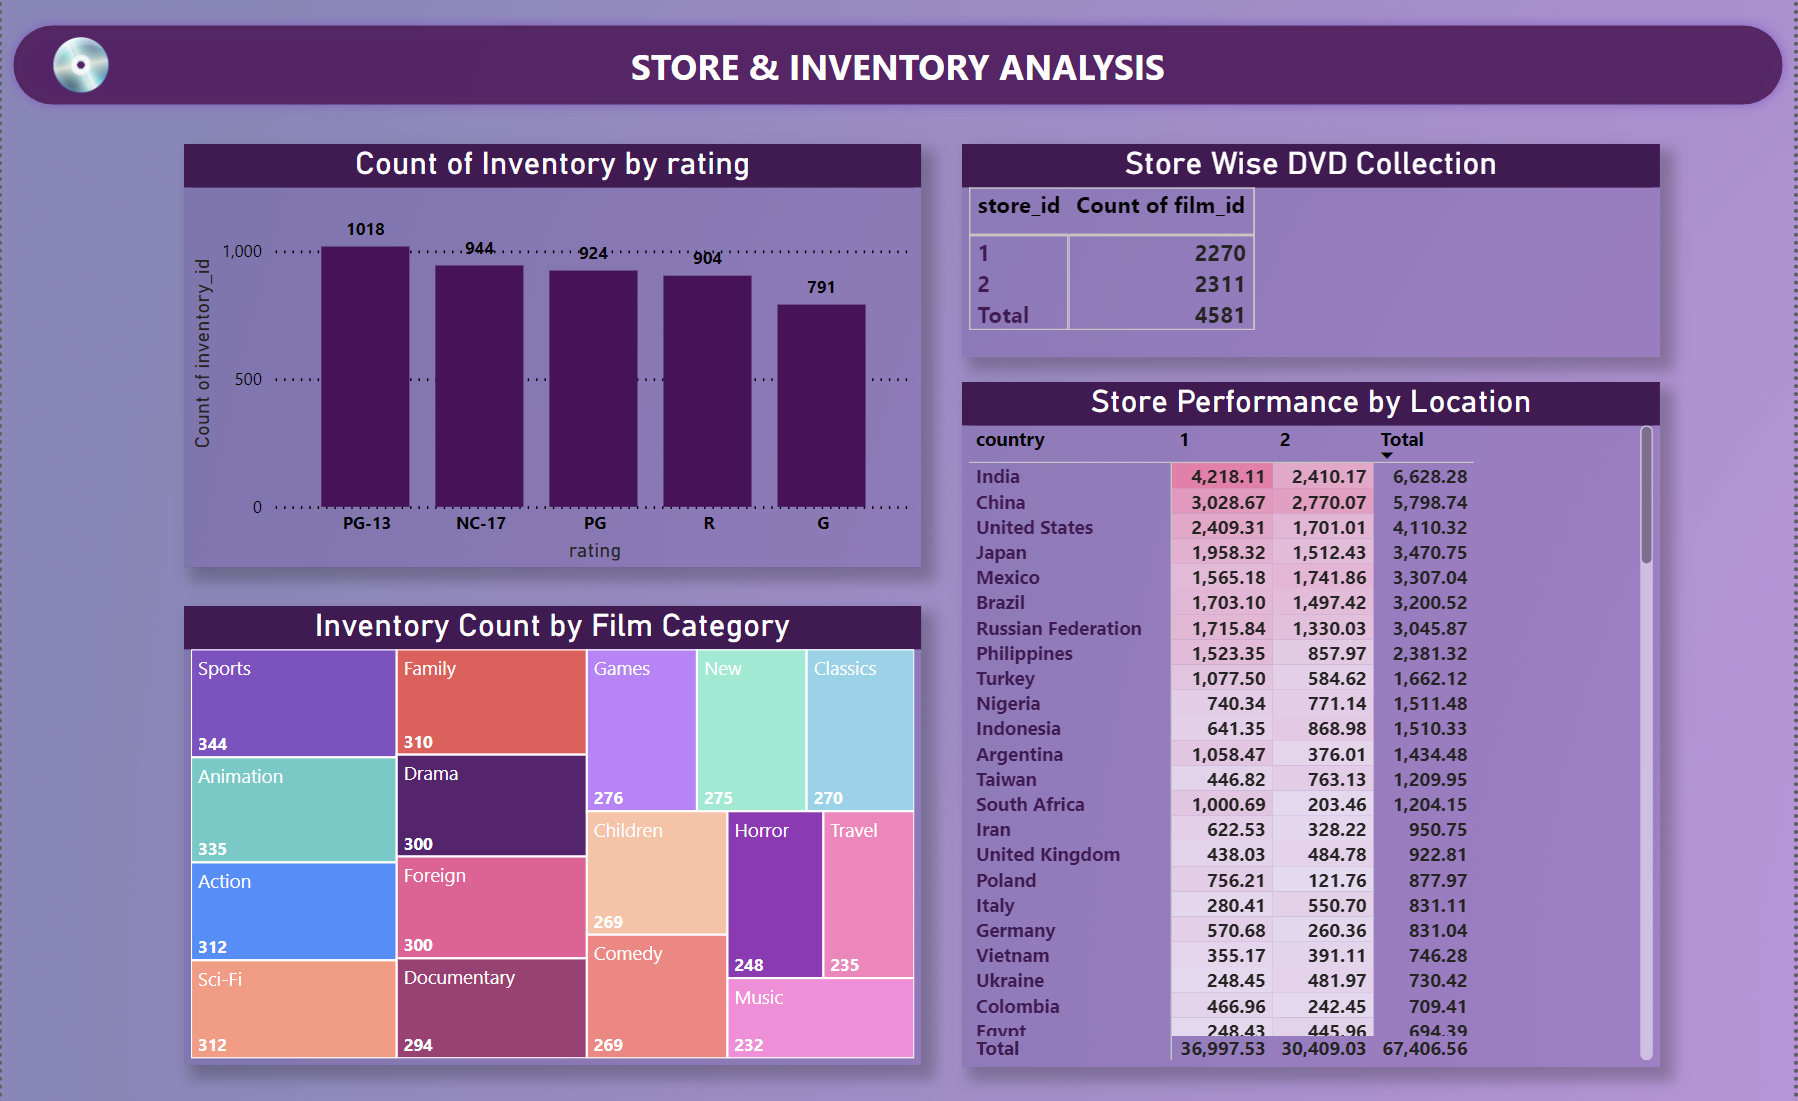 STORE & INVENTORY ANALYSIS
Count of Inventory by rating
Count of inventory_id
1,000
500
0
1018
944
924
904
791
PG-13 NC-17 PG R G
rating
Inventory Count by Film Category
Sports
344
Animation
335
Action
312
Sci-Fi
312
Family
310
Drama
300
Foreign
300
Documentary
294
Games
276
New
275
Classics
270
Children
269
Comedy
269
Horror
248
Travel
235
Music
232
Store Wise DVD Collection
store_id Count of film_id
1 2270
2 2311
Total 4581
Store Performance by Location
country 1 2 Total
India 4,218.11 2,410.17 6,628.28
China 3,028.67 2,770.07 5,798.74
United States 2,409.31 1,701.01 4,110.32
Japan 1,958.32 1,512.43 3,470.75
Mexico 1,565.18 1,741.86 3,307.04
Brazil 1,703.10 1,497.42 3,200.52
Russian Federation 1,715.84 1,330.03 3,045.87
Philippines 1,523.35 857.97 2,381.32
Turkey 1,077.50 584.62 1,662.12
Nigeria 740.34 771.14 1,511.48
Indonesia 641.35 868.98 1,510.33
Argentina 1,058.47 376.01 1,434.48
Taiwan 446.82 763.13 1,209.95
South Africa 1,000.69 203.46 1,204.15
Iran 622.53 328.22 950.75
United Kingdom 438.03 484.78 922.81
Poland 756.21 121.76 877.97
Italy 280.41 550.70 831.11
Germany 570.68 260.36 831.04
Vietnam 355.17 391.11 746.28
Ukraine 248.45 481.97 730.42
Colombia 466.96 242.45 709.41
Egypt 248.43 445.96 694.39
Total 36,997.53 30,409.03 67,406.56